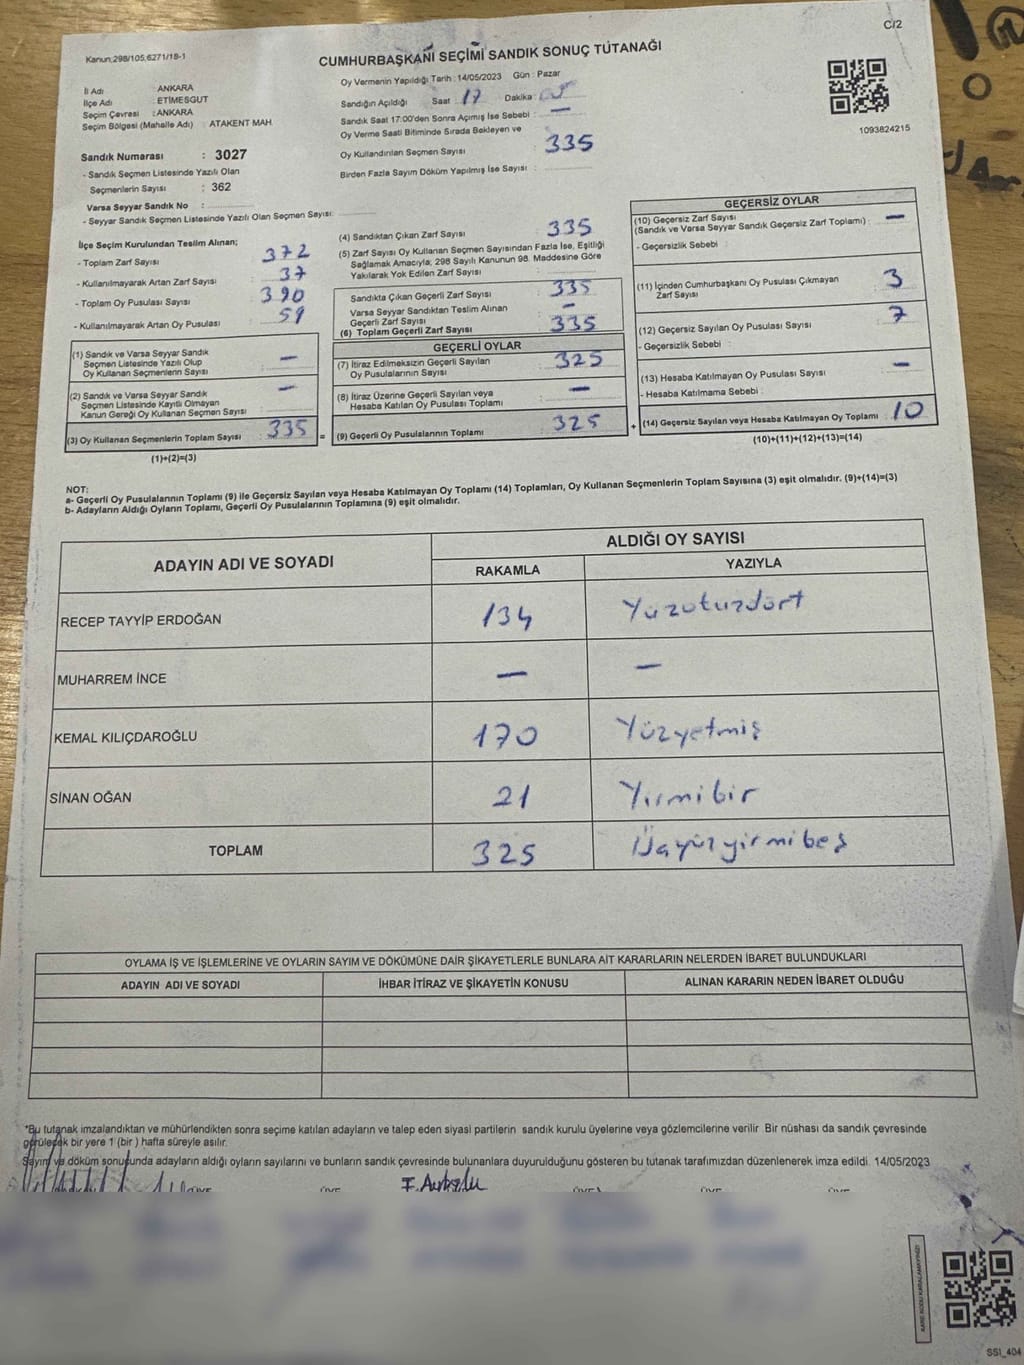 C/2
Kanun;298/105,6271/18-1
CUMHURBAŞKANI SEÇİMİ SANDIK SONUÇ TUTANAĞI
İl Adı : ANKARA
İlçe Adı : ETİMESGUT
Seçim Çevresi : ANKARA
Seçim Bölgesi (Mahalle Adı) : ATAKENT MAH.
Sandık Numarası : 3027
- Sandık Seçmen Listesinde Yazılı Olan
Seçmenlerin Sayısı : 362
Varsa Seyyar Sandık No :
- Seyyar Sandık Seçmen Listesinde Yazılı Olan Seçmen Sayısı:
Oy Vermenin Yapıldığı Tarih : 14/05/2023 Gün : Pazar
Sandığın Açıldığı Saat : 17 Dakika :
Sandık Saat 17:00'den Sonra Açımış İse Sebebi : —
Oy Verme Saati Bitiminde Sırada Bekleyen ve
Oy Kullandırılan Seçmen Sayısı : 335
Birden Fazla Sayım Döküm Yapılmış İse Sayısı :
1093824215
İlçe Seçim Kurulundan Teslim Alınan;
- Toplam Zarf Sayısı : 372
- Kullanılmayarak Artan Zarf Sayısı : 37
- Toplam Oy Pusulası Sayısı : 390
- Kullanılmayarak Artan Oy Pusulası : 59
(1) Sandık ve Varsa Seyyar Sandık
Seçmen Listesinde Yazılı Olup
Oy Kullanan Seçmenlerin Sayısı : —
(2) Sandık ve Varsa Seyyar Sandık
Seçmen Listesinde Kayıtlı Olmayan
Kanun Gereği Oy Kullanan Seçmen Sayısı : —
(3) Oy Kullanan Seçmenlerin Toplam Sayısı : 335 =
(1)+(2)=(3)
(4) Sandıktan Çıkan Zarf Sayısı : 335
(5) Zarf Sayısı Oy Kullanan Seçmen Sayısından Fazla İse, Eşitliği
Sağlamak Amacıyla; 298 Sayılı Kanunun 98. Maddesine Göre
Yakılarak Yok Edilen Zarf Sayısı :
Sandıkta Çıkan Geçerli Zarf Sayısı : 335
Varsa Seyyar Sandıktan Teslim Alınan
Geçerli Zarf Sayısı : —
(6) Toplam Geçerli Zarf Sayısı : 335
GEÇERLİ OYLAR
(7) İtiraz Edilmeksizin Geçerli Sayılan
Oy Pusulalarının Sayısı : 325
(8) İtiraz Üzerine Geçerli Sayılan veya
Hesaba Katılan Oy Pusulası Toplamı : —
(9) Geçerli Oy Pusulalarının Toplamı : 325 +
GEÇERSİZ OYLAR
(10) Geçersiz Zarf Sayısı
(Sandık ve Varsa Seyyar Sandık Geçersiz Zarf Toplamı) : —
- Geçersizlik Sebebi :
(11) İçinden Cumhurbaşkanı Oy Pusulası Çıkmayan
Zarf Sayısı : 3
(12) Geçersiz Sayılan Oy Pusulası Sayısı : 7
- Geçersizlik Sebebi :
(13) Hesaba Katılmayan Oy Pusulası Sayısı : —
- Hesaba Katılmama Sebebi :
(14) Geçersiz Sayılan veya Hesaba Katılmayan Oy Toplamı : 10
(10)+(11)+(12)+(13)=(14)
NOT:
a- Geçerli Oy Pusulalarının Toplamı (9) ile Geçersiz Sayılan veya Hesaba Katılmayan Oy Toplamı (14) Toplamları, Oy Kullanan Seçmenlerin Toplam Sayısına (3) eşit olmalıdır. (9)+(14)=(3)
b- Adayların Aldığı Oyların Toplamı, Geçerli Oy Pusulalarının Toplamına (9) eşit olmalıdır.
ADAYIN ADI VE SOYADI
ALDIĞI OY SAYISI
RAKAMLA YAZIYLA
RECEP TAYYİP ERDOĞAN 134 Yüzotuzdört
MUHARREM İNCE — —
KEMAL KILIÇDAROĞLU 170 Yüzyetmiş
SİNAN OĞAN 21 Yirmibir
TOPLAM 325 Üçyüzyirmibeş
OYLAMA İŞ VE İŞLEMLERİNE VE OYLARIN SAYIM VE DÖKÜMÜNE DAİR ŞİKAYETLERLE BUNLARA AİT KARARLARIN NELERDEN İBARET BULUNDUKLARI
ADAYIN ADI VE SOYADI İHBAR İTİRAZ VE ŞİKAYETİN KONUSU ALINAN KARARIN NEDEN İBARET OLDUĞU
*Bu tutanak imzalandıktan ve mühürlendikten sonra seçime katılan adayların ve talep eden siyasi partilerin sandık kurulu üyelerine veya gözlemcilerine verilir Bir nüshası da sandık çevresinde
görülecek bir yere 1 (bir) hafta süreyle asılır.
Sayım ve döküm sonucunda adayların aldığı oyların sayılarını ve bunların sandık çevresinde bulunanlara duyurulduğunu gösteren bu tutanak tarafımızdan düzenlenerek imza edildi. 14/05/2023
SSI_404